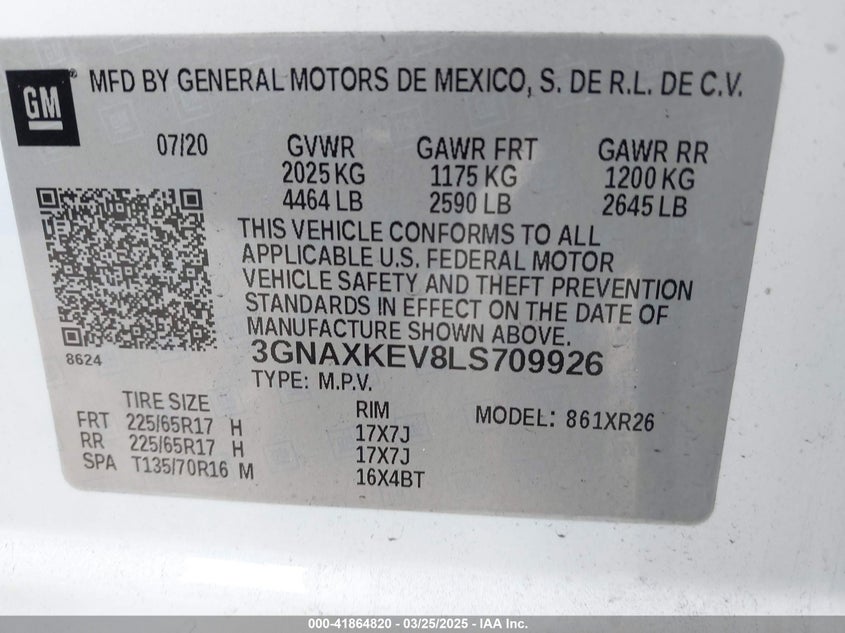 GM
MFD BY GENERAL MOTORS DE MEXICO, S. DE R.L. DE C.V.
07/20 GVWR GAWR FRT GAWR RR
2025 KG 1175 KG 1200 KG
4464 LB 2590 LB 2645 LB
THIS VEHICLE CONFORMS TO ALL
APPLICABLE U.S. FEDERAL MOTOR
VEHICLE SAFETY AND THEFT PREVENTION
STANDARDS IN EFFECT ON THE DATE OF
MANUFACTURE SHOWN ABOVE.
8624
3GNAXKEV8LS709926
TYPE: M.P.V.
TIRE SIZE RIM MODEL: 861XR26
FRT 225/65R17 H 17X7J
RR 225/65R17 H 17X7J
SPA T135/70R16 M 16X4BT
000-41864820 - 03/25/2025 - IAA Inc.